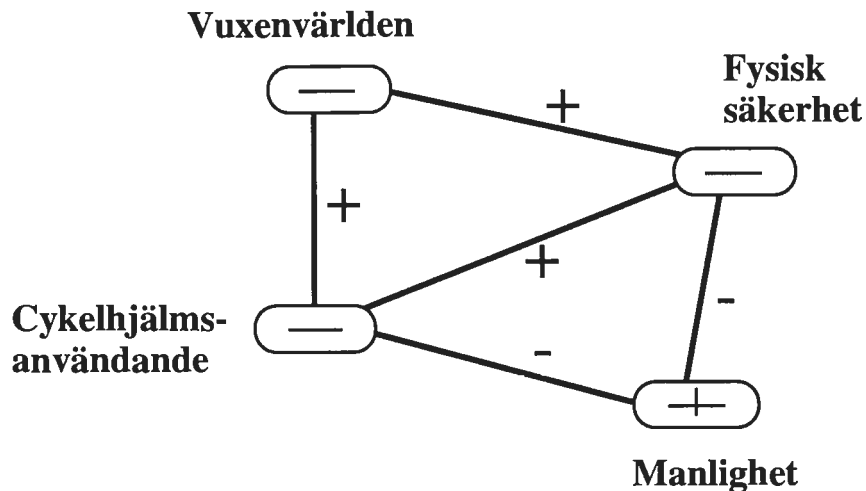 Vuxenvärlden
—
+
Fysisk
säkerhet
—
+
+
Cykelhjälms-
användande
—
-
-
+
Manlighet